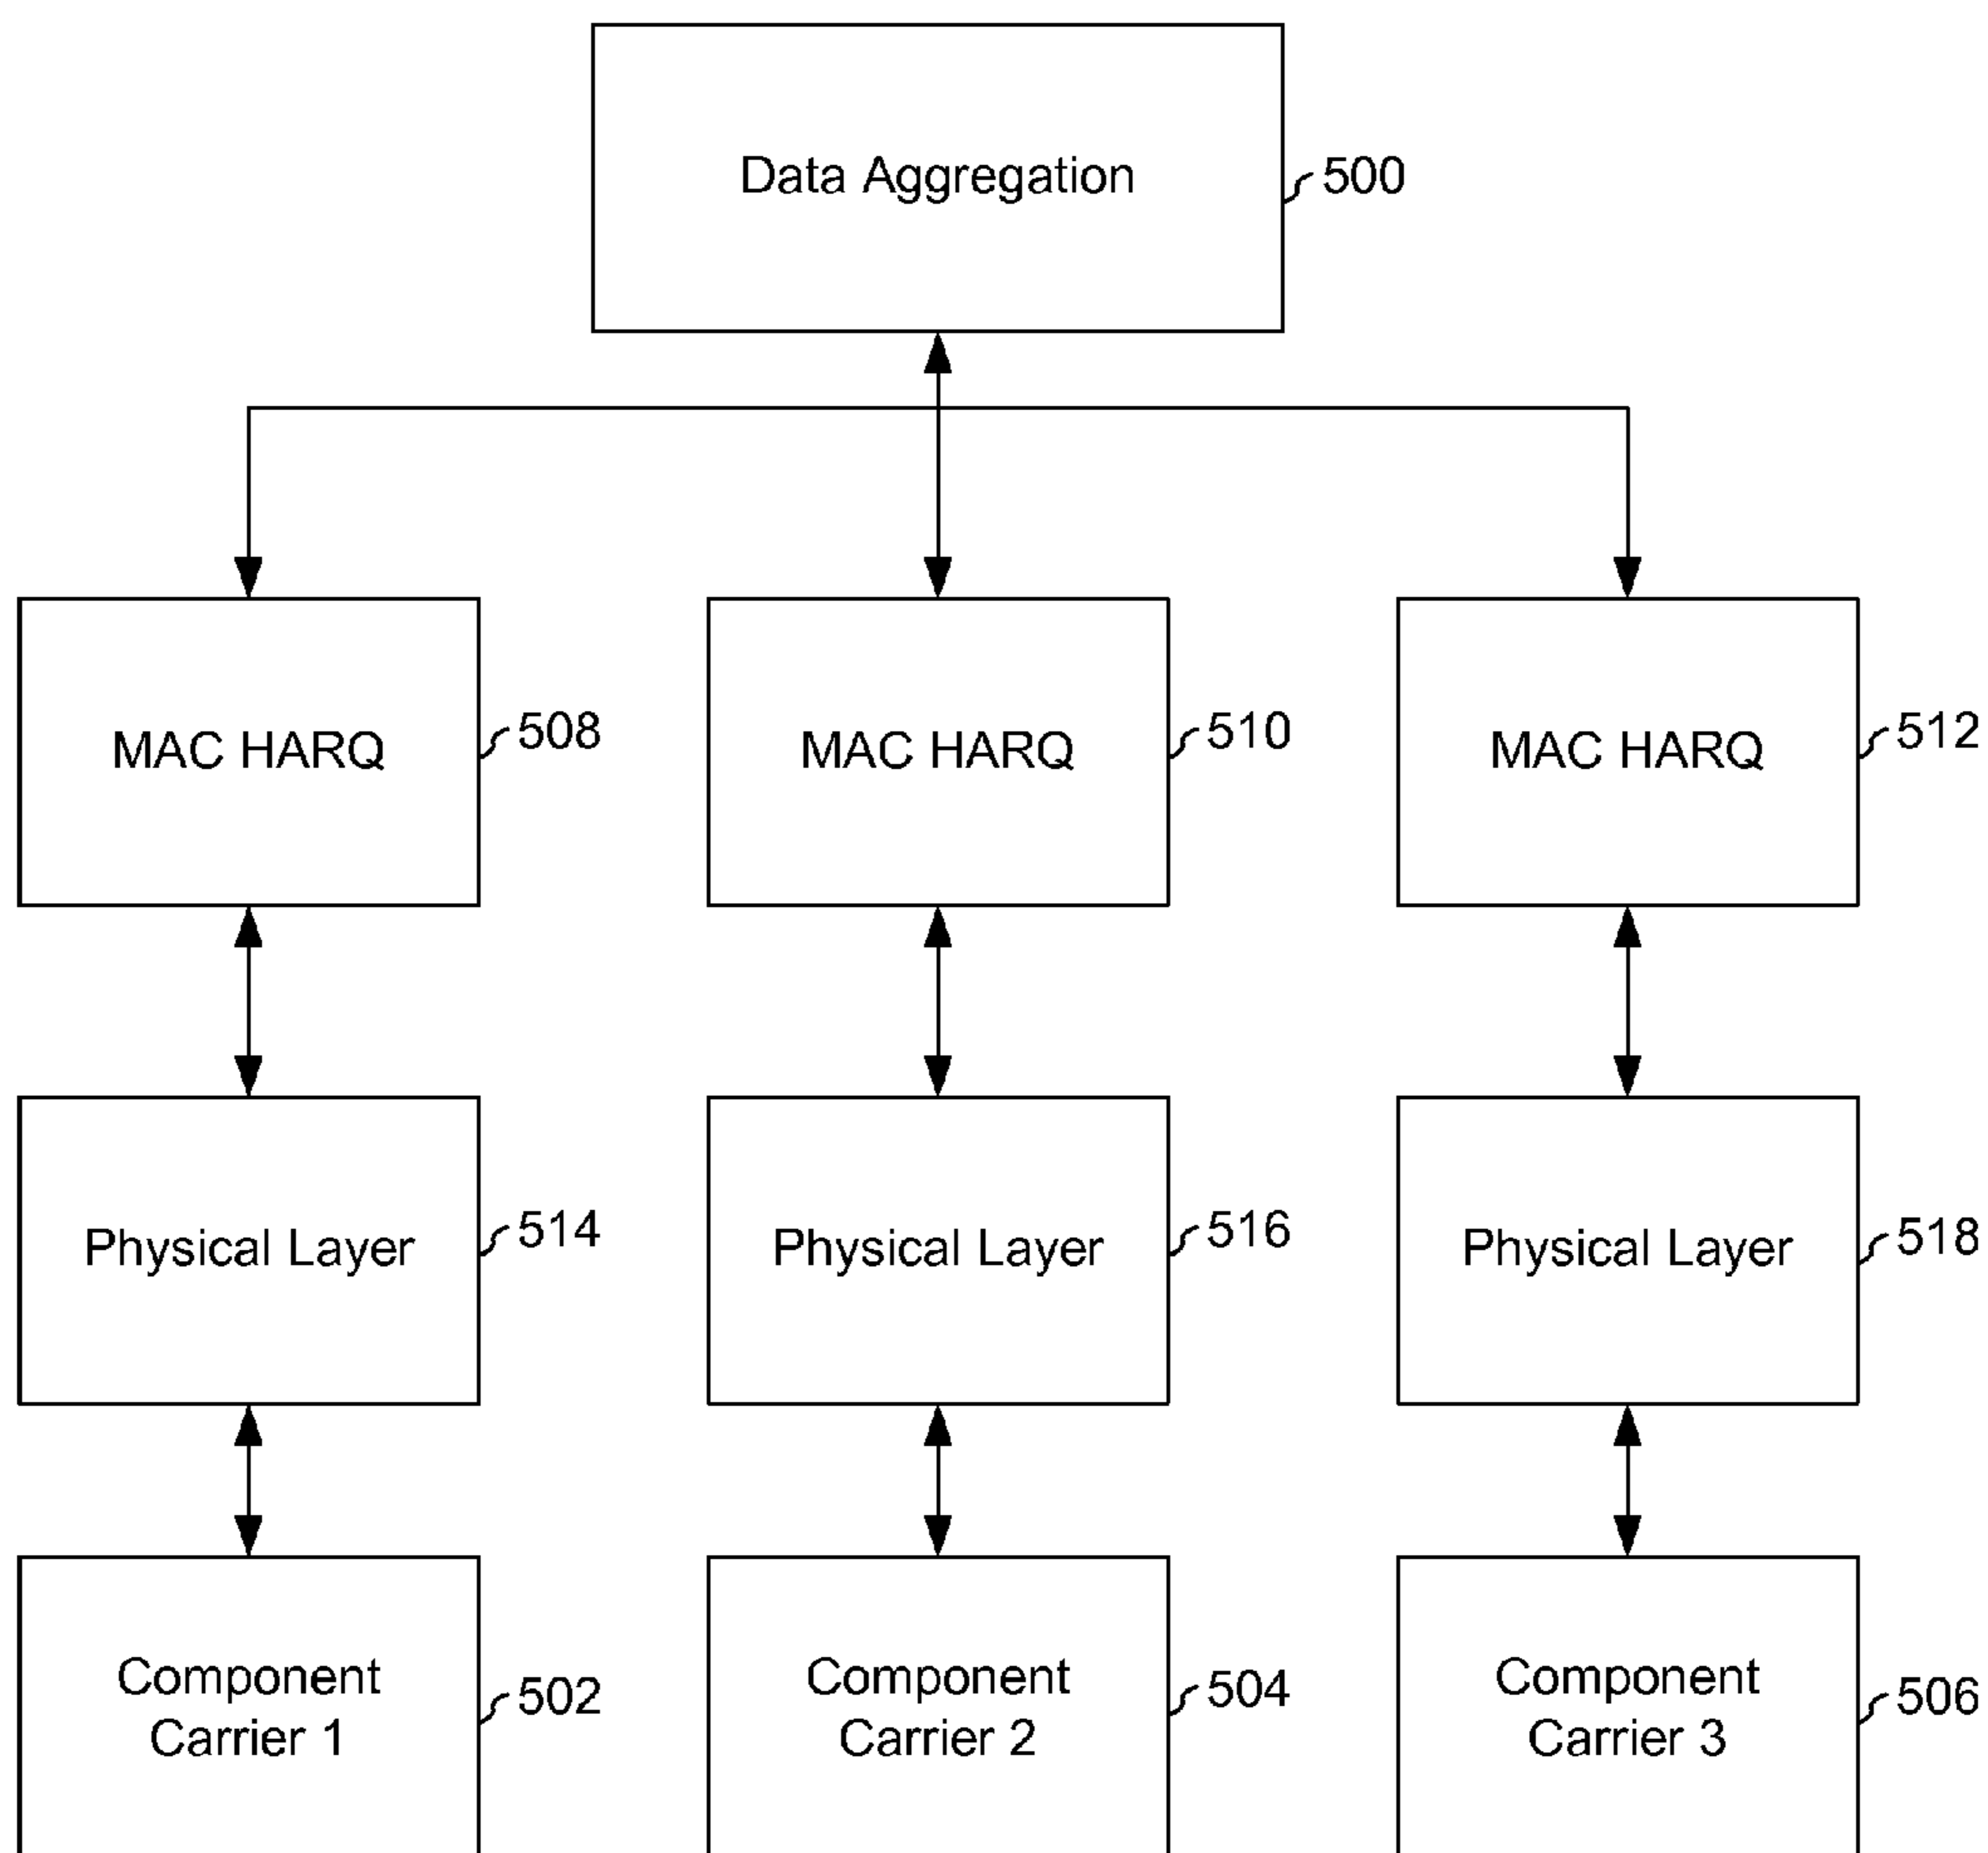 Data Aggregation
500
MAC HARQ
508
MAC HARQ
510
MAC HARQ
512
Physical Layer
514
Physical Layer
516
Physical Layer
518
Component
Carrier 1
502
Component
Carrier 2
504
Component
Carrier 3
506